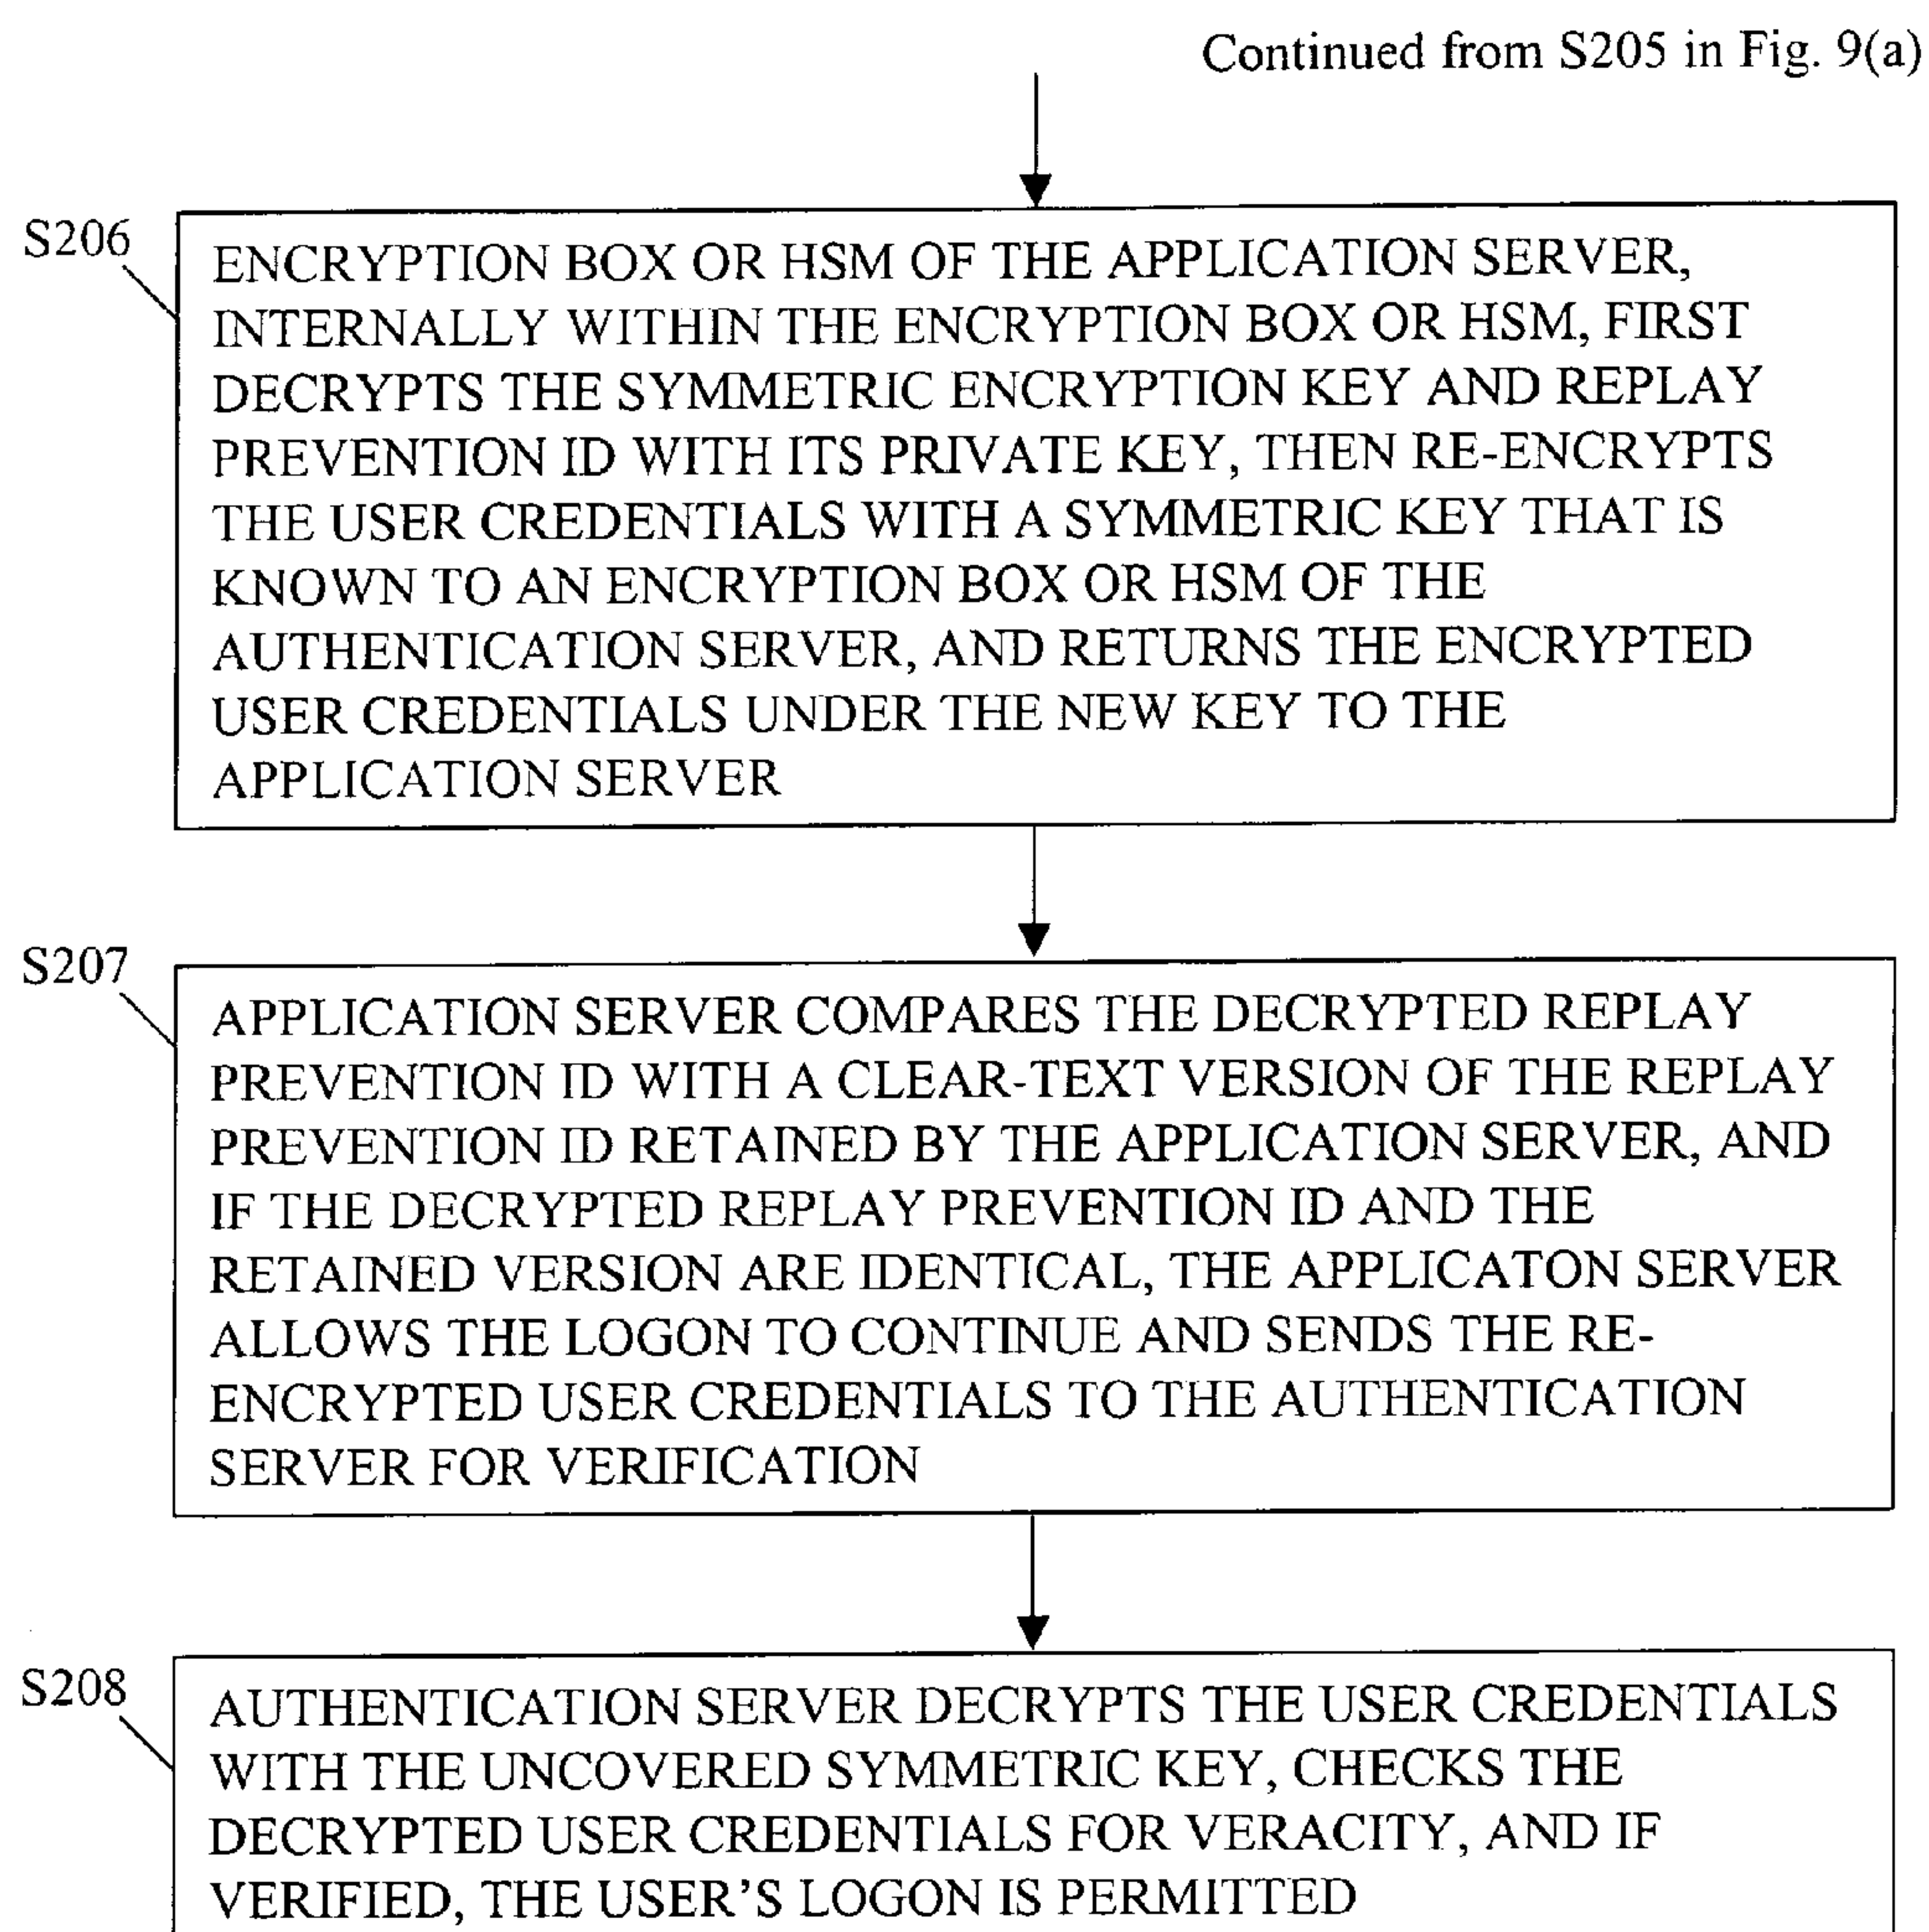 Continued from S205 in Fig. 9(a)
S206
ENCRYPTION BOX OR HSM OF THE APPLICATION SERVER,
INTERNALLY WITHIN THE ENCRYPTION BOX OR HSM, FIRST
DECRYPTS THE SYMMETRIC ENCRYPTION KEY AND REPLAY
PREVENTION ID WITH ITS PRIVATE KEY, THEN RE-ENCRYPTS
THE USER CREDENTIALS WITH A SYMMETRIC KEY THAT IS
KNOWN TO AN ENCRYPTION BOX OR HSM OF THE
AUTHENTICATION SERVER, AND RETURNS THE ENCRYPTED
USER CREDENTIALS UNDER THE NEW KEY TO THE
APPLICATION SERVER
S207
APPLICATION SERVER COMPARES THE DECRYPTED REPLAY
PREVENTION ID WITH A CLEAR-TEXT VERSION OF THE REPLAY
PREVENTION ID RETAINED BY THE APPLICATION SERVER, AND
IF THE DECRYPTED REPLAY PREVENTION ID AND THE
RETAINED VERSION ARE IDENTICAL, THE APPLICATON SERVER
ALLOWS THE LOGON TO CONTINUE AND SENDS THE RE-
ENCRYPTED USER CREDENTIALS TO THE AUTHENTICATION
SERVER FOR VERIFICATION
S208
AUTHENTICATION SERVER DECRYPTS THE USER CREDENTIALS
WITH THE UNCOVERED SYMMETRIC KEY, CHECKS THE
DECRYPTED USER CREDENTIALS FOR VERACITY, AND IF
VERIFIED, THE USER'S LOGON IS PERMITTED